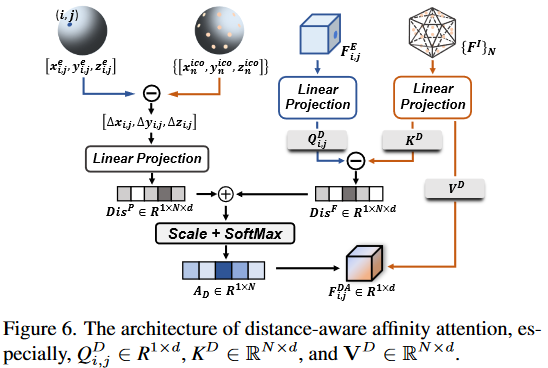 (i, j)
F^E_{i,j}
{F^I}_N
[x^e_{i,j}, y^e_{i,j}, z^e_{i,j}]
{[x^{ico}_n, y^{ico}_n, z^{ico}_n]}
Linear
Projection
Linear
Projection
[Δx_{i,j}, Δy_{i,j}, Δz_{i,j}]
Q^D_{i,j}
K^D
Linear Projection
V^D
Dis^P ∈ R^{1×N×d}
Dis^F ∈ R^{1×N×d}
Scale + SoftMax
A_D ∈ R^{1×N}
F^{DA}_{i,j} ∈ R^{1×d}
Figure 6. The architecture of distance-aware affinity attention, es-
pecially, Q^D_{i,j} ∈ R^{1×d}, K^D ∈ ℝ^{N×d}, and V^D ∈ ℝ^{N×d}.